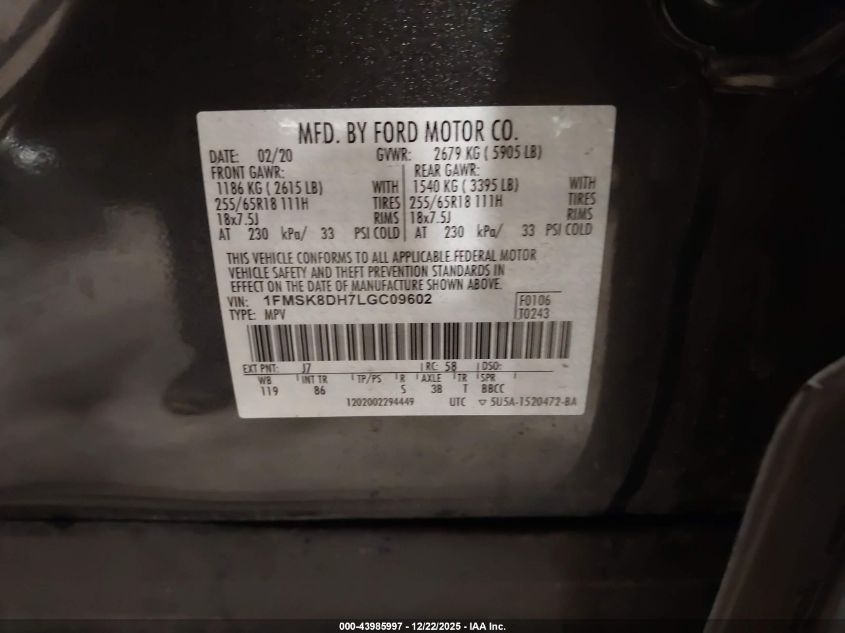 MFD. BY FORD MOTOR CO.
DATE: 02/20 GVWR: 2679 KG ( 5905 LB)
FRONT GAWR: REAR GAWR:
1186 KG ( 2615 LB) WITH 1540 KG ( 3395 LB) WITH
255/65R18 111H TIRES 255/65R18 111H TIRES
18x7.5J RIMS 18x7.5J RIMS
AT 230 kPa/ 33 PSI COLD AT 230 kPa/ 33 PSI COLD
THIS VEHICLE CONFORMS TO ALL APPLICABLE FEDERAL MOTOR
VEHICLE SAFETY AND THEFT PREVENTION STANDARDS IN
EFFECT ON THE DATE OF MANUFACTURE SHOWN ABOVE.
VIN: 1FMSK8DH7LGC09602 F0106
TYPE: MPV T0243
EXT PNT: J7 RC: 58 DSO:
WB INT TR TP/PS R AXLE TR SPR
119 86 5 3B T BBCC
1202002294449 UTC ▽ 5U5A-1520472-BA
000-43985997 - 12/22/2025 - IAA Inc.